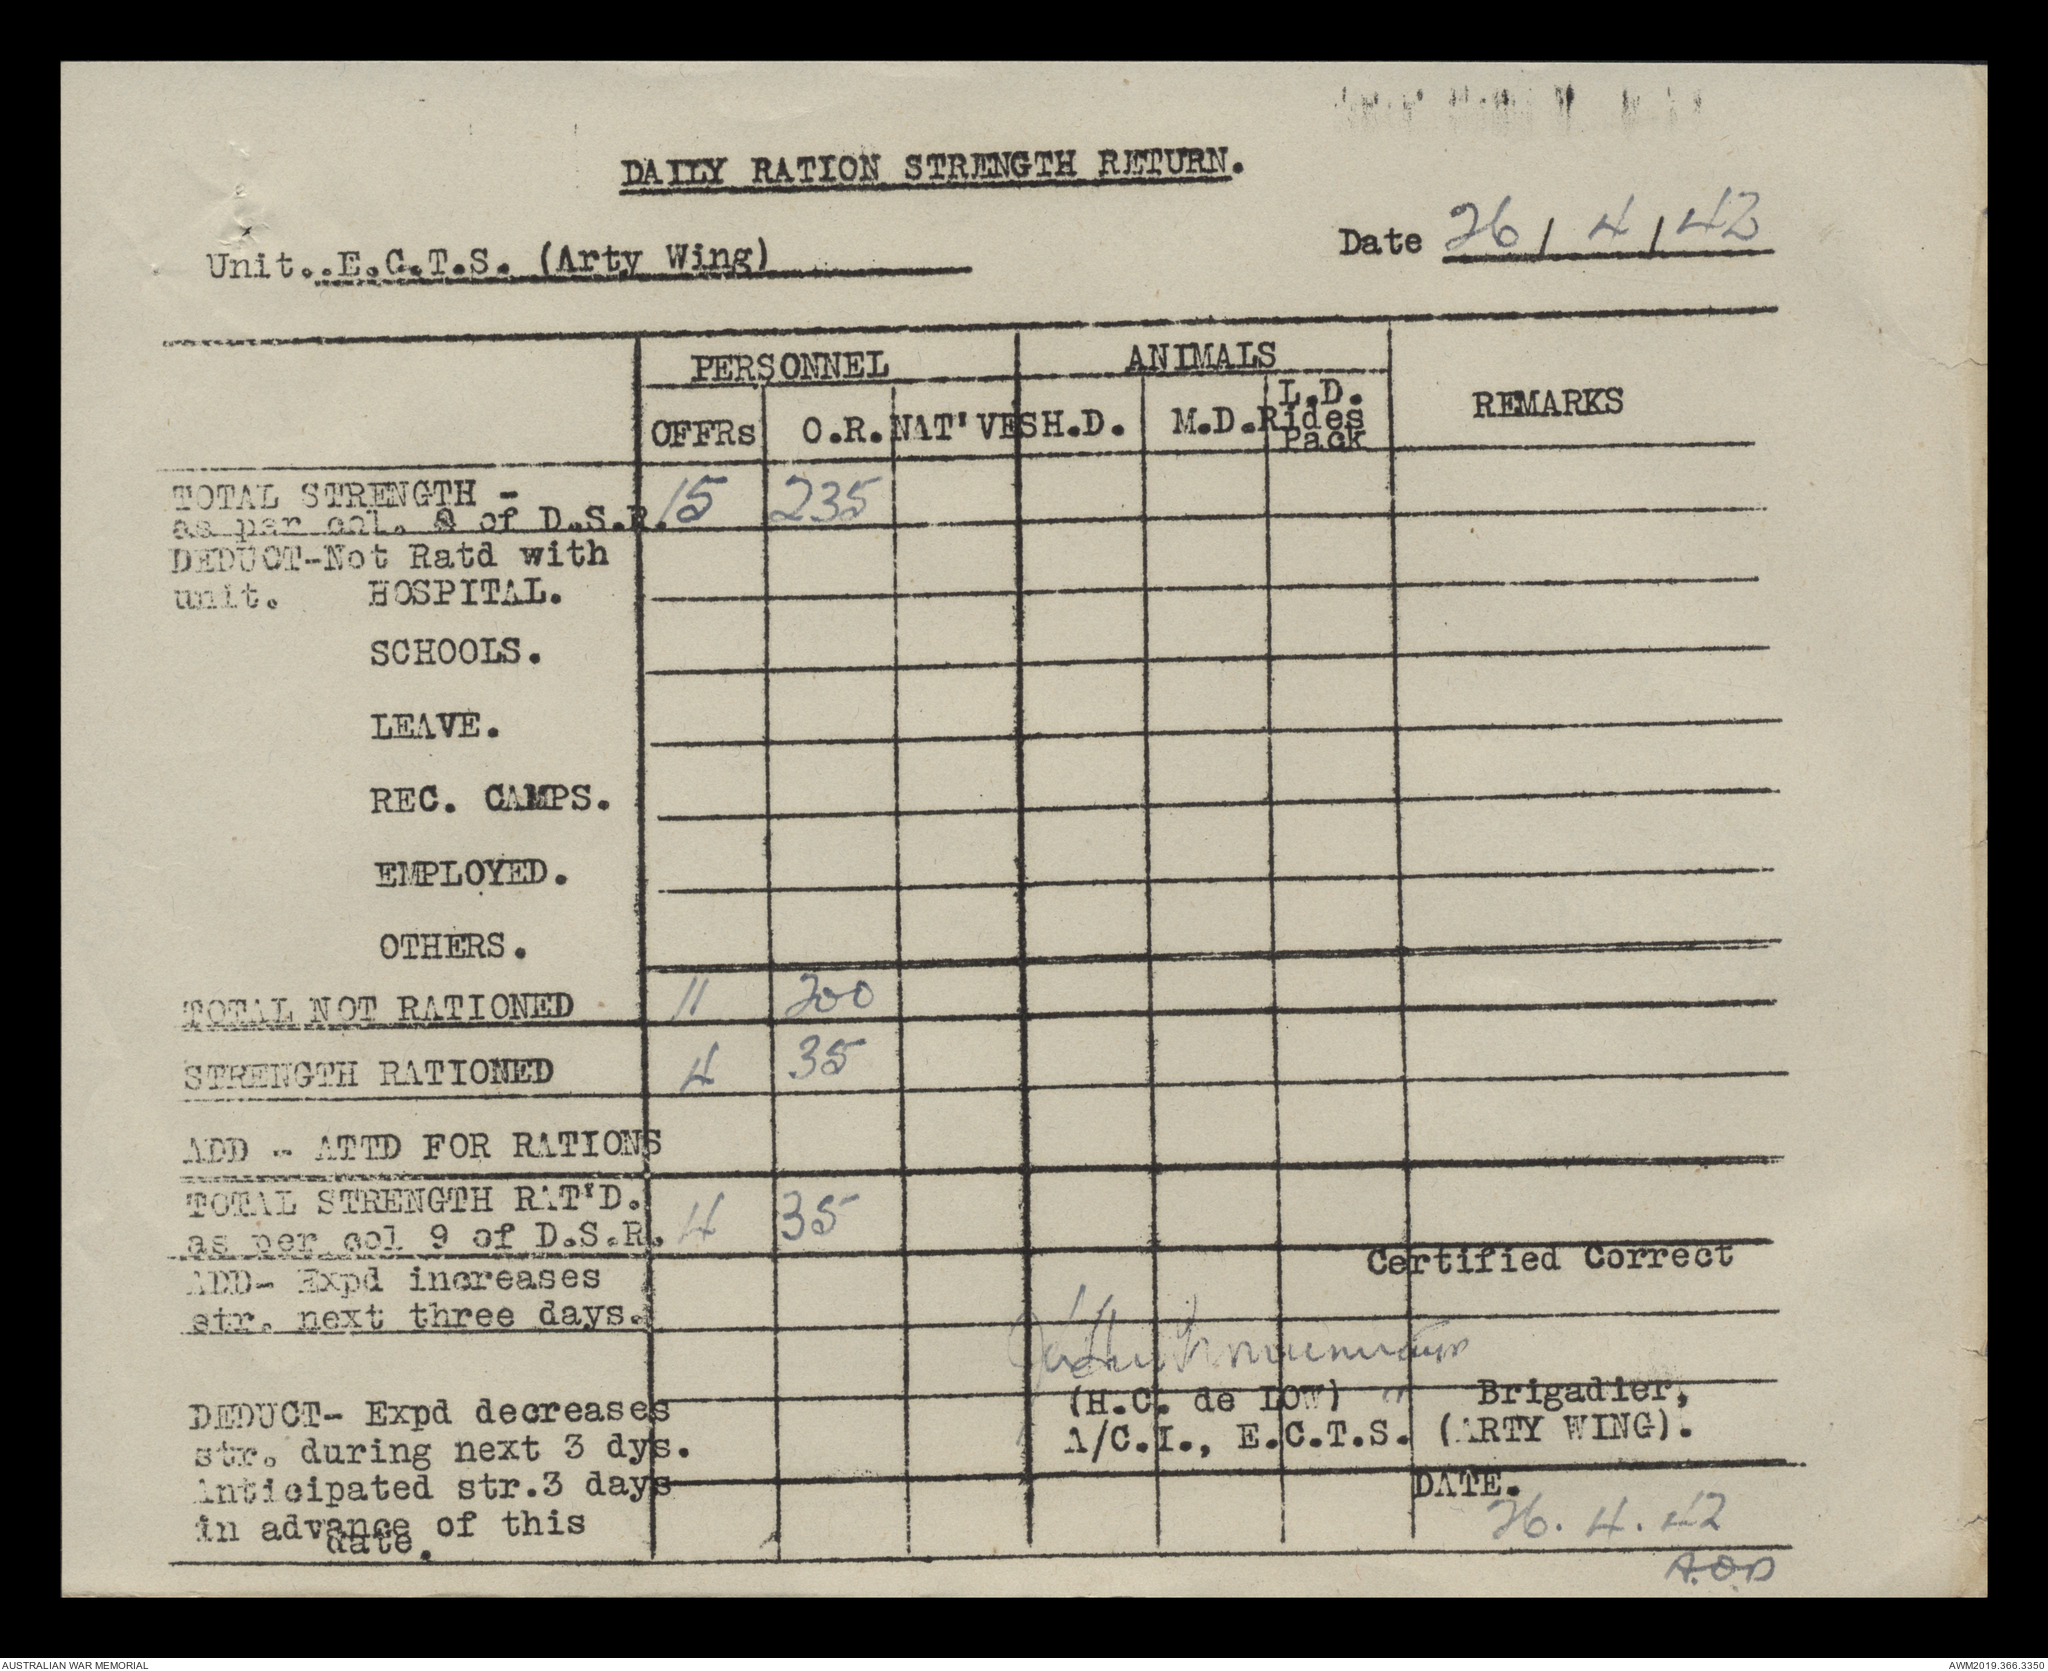 DAILY RATION STRENGTH RETURN.
Date 26/4/42
Unit..E.C.T.S. (Arty Wing)
PERSONNEL ANIMALS REMARKS
OFFRs O.R. NAT'VES H.D. M.D. L.D. Rides Pack
TOTAL STRENGTH - 15 235
as per col. of D.S.R.
DEDUCT-Not Ratd with
unit. HOSPITAL.
SCHOOLS.
LEAVE.
REC. CAMPS.
EMPLOYED.
OTHERS.
TOTAL NOT RATIONED 11 200
STRENGTH RATIONED 4 35
ADD - ATTD FOR RATIONS
TOTAL STRENGTH RAT'D. 4 35
as per col 9 of D.S.R.
Certified Correct
ADD- Expd increases
str. next three days.
DEDUCT- Expd decreases
str. during next 3 dys.
(H.C. de LOW) Brigadier,
A/C.I., E.C.T.S. (ARTY WING).
Anticipated str.3 days
in advance of this
date.
DATE.
26.4.42
A.O.D
AUSTRALIAN WAR MEMORIAL
AWM2019.366.3350